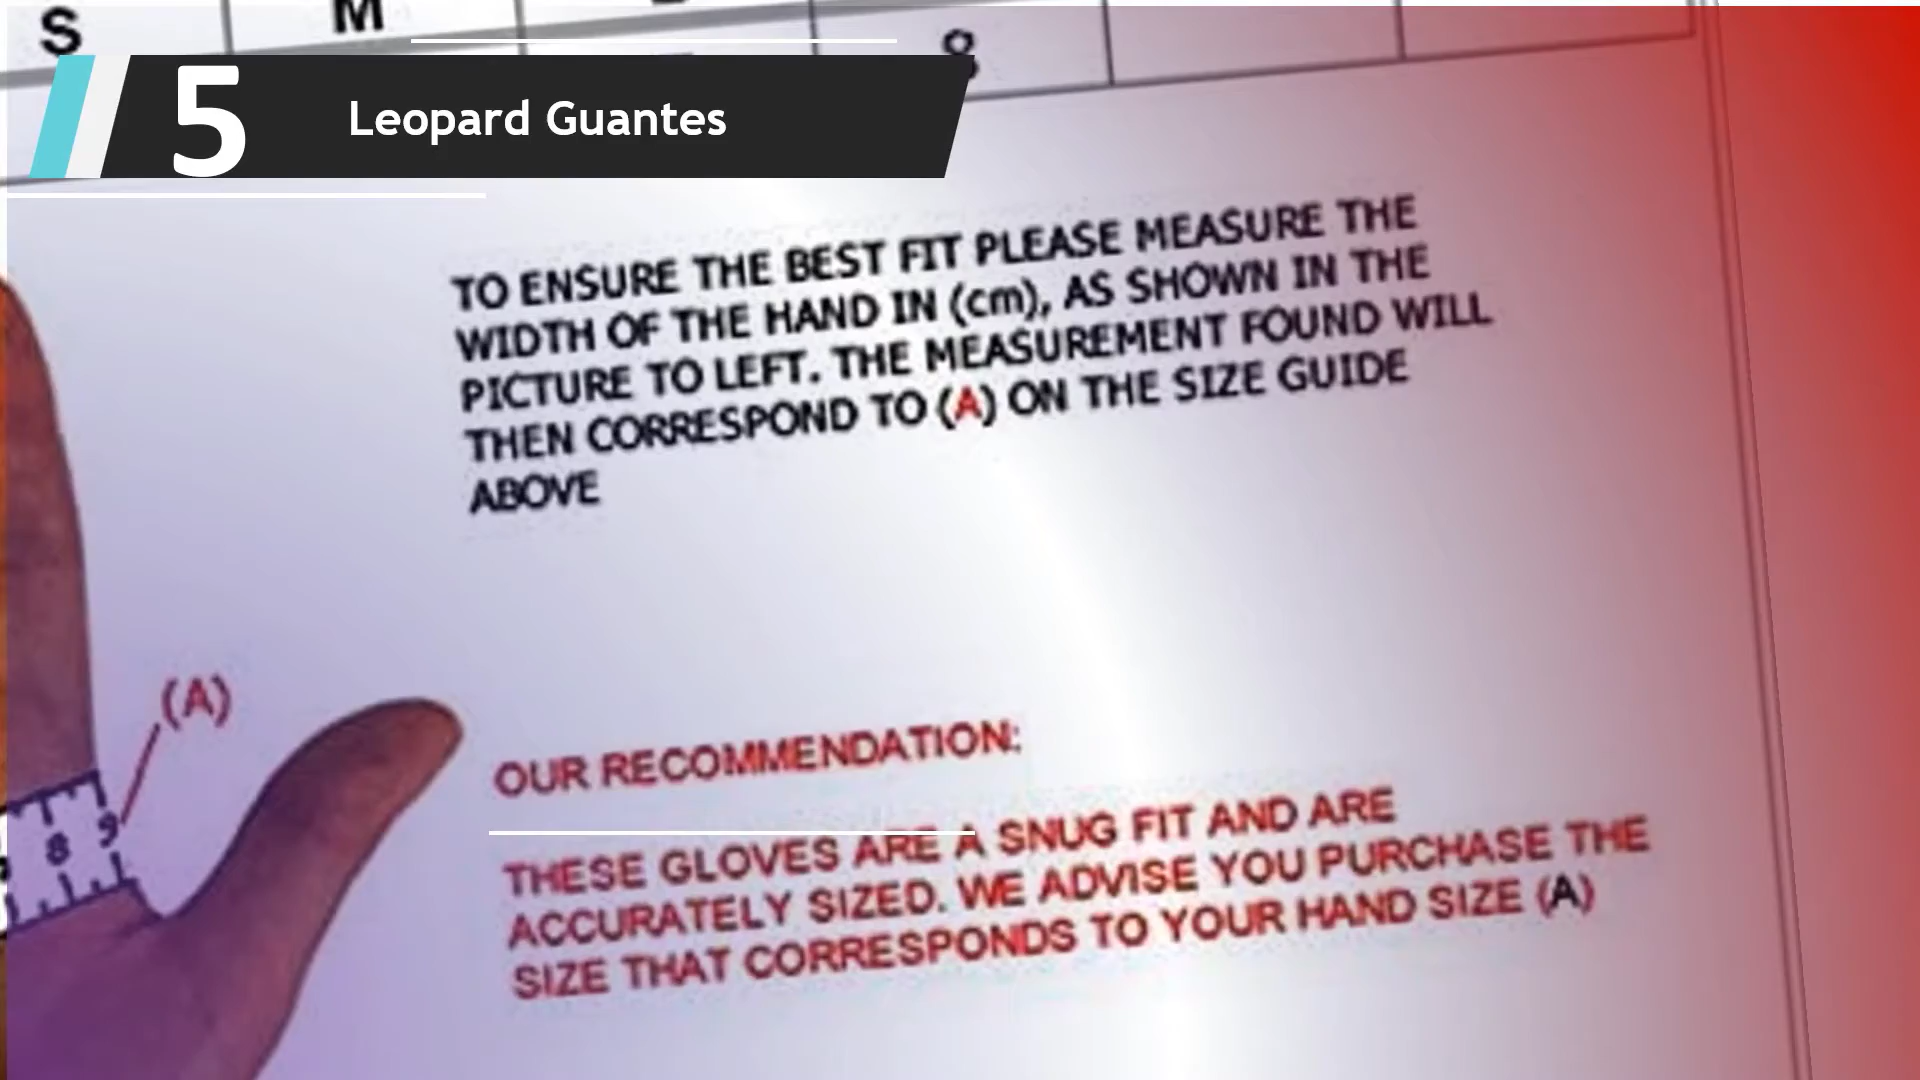 S
M
8
5
Leopard Guantes
TO ENSURE THE BEST FIT PLEASE MEASURE THE
WIDTH OF THE HAND IN (cm), AS SHOWN IN THE
PICTURE TO LEFT. THE MEASUREMENT FOUND WILL
THEN CORRESPOND TO (A) ON THE SIZE GUIDE
ABOVE
(A)
8 9
OUR RECOMMENDATION:
THESE GLOVES ARE A SNUG FIT AND ARE
ACCURATELY SIZED. WE ADVISE YOU PURCHASE THE
SIZE THAT CORRESPONDS TO YOUR HAND SIZE (A)